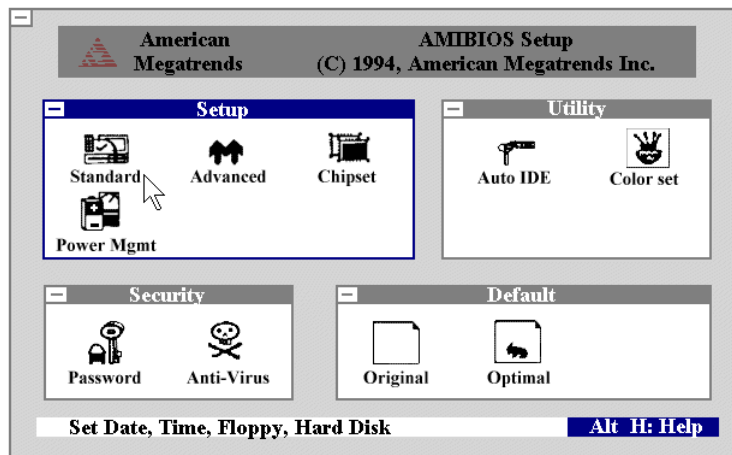 American Megatrends
AMIBIOS Setup
(C) 1994, American Megatrends Inc.
Setup
Standard
Advanced
Chipset
Power Mgmt
Utility
Auto IDE
Color set
Security
Password
Anti-Virus
Default
Original
Optimal
Set Date, Time, Floppy, Hard Disk
Alt H: Help